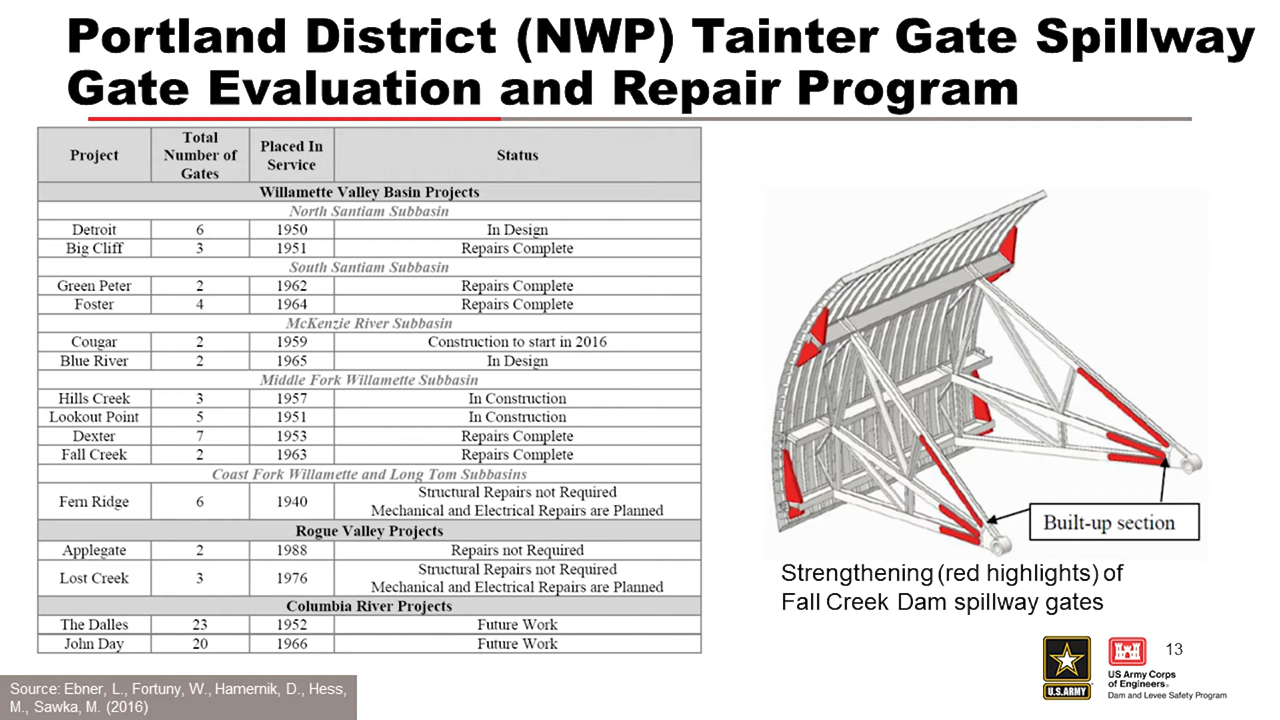 Portland District (NWP) Tainter Gate Spillway
Gate Evaluation and Repair Program
Project Total Number of Gates Placed In Service Status
Willamette Valley Basin Projects
North Santiam Subbasin
Detroit 6 1950 In Design
Big Cliff 3 1951 Repairs Complete
South Santiam Subbasin
Green Peter 2 1962 Repairs Complete
Foster 4 1964 Repairs Complete
McKenzie River Subbasin
Cougar 2 1959 Construction to start in 2016
Blue River 2 1965 In Design
Middle Fork Willamette Subbasin
Hills Creek 3 1957 In Construction
Lookout Point 5 1951 In Construction
Dexter 7 1953 Repairs Complete
Fall Creek 2 1963 Repairs Complete
Coast Fork Willamette and Long Tom Subbasins
Fern Ridge 6 1940 Structural Repairs not Required
Mechanical and Electrical Repairs are Planned
Rogue Valley Projects
Applegate 2 1988 Repairs not Required
Lost Creek 3 1976 Structural Repairs not Required
Mechanical and Electrical Repairs are Planned
Columbia River Projects
The Dalles 23 1952 Future Work
John Day 20 1966 Future Work
Built-up section
Strengthening (red highlights) of
Fall Creek Dam spillway gates
13
U.S.ARMY
US Army Corps
of Engineers®
Dam and Levee Safety Program
Source: Ebner, L., Fortuny, W., Hamernik, D., Hess,
M., Sawka, M. (2016)